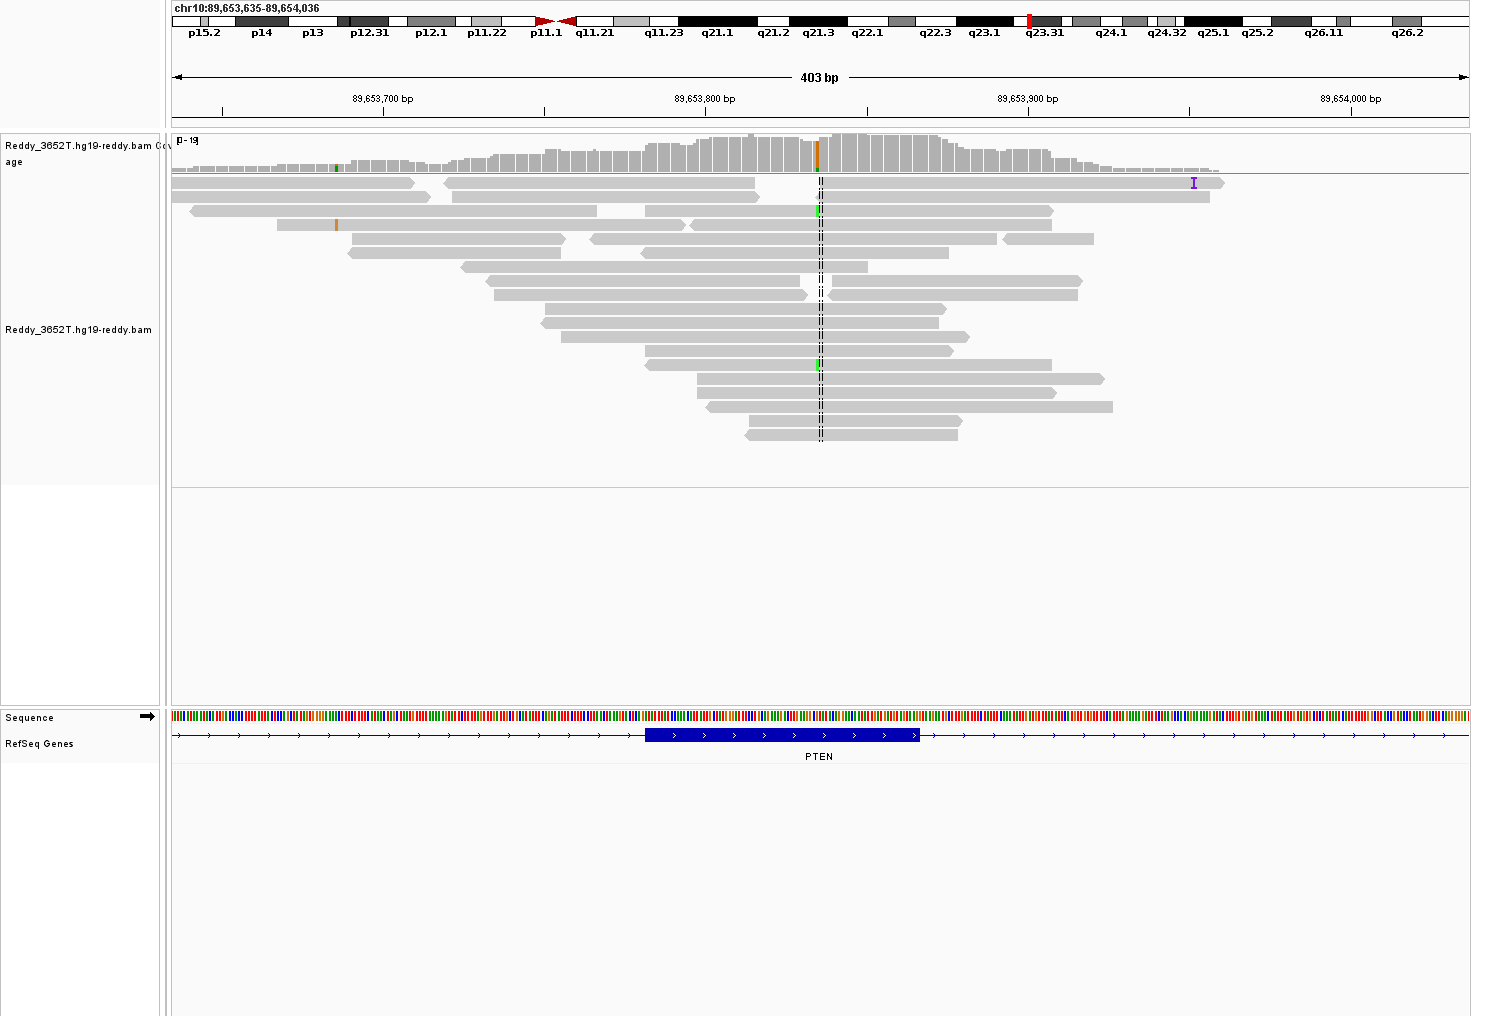 chr10:89,653,635-89,654,036
p15.2 p14 p13 p12.31 p12.1 p11.22 p11.1 q11.21 q11.23 q21.1 q21.2 q21.3 q22.1 q22.3 q23.1 q23.31 q24.1 q24.32 q25.1 q25.2 q26.11 q26.2
403 bp
89,653,700 bp 89,653,800 bp 89,653,900 bp 89,654,000 bp
[0 - 19]
Reddy_3652T.hg19-reddy.bam Cov
age
Reddy_3652T.hg19-reddy.bam
Sequence
RefSeq Genes
PTEN